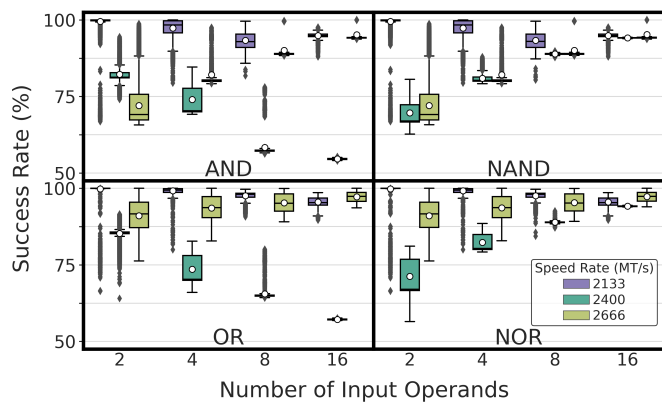 Success Rate (%)
100
75
50
AND
NAND
100
75
50
OR
NOR
Speed Rate (MT/s)
2133
2400
2666
2 4 8 16 2 4 8 16
Number of Input Operands